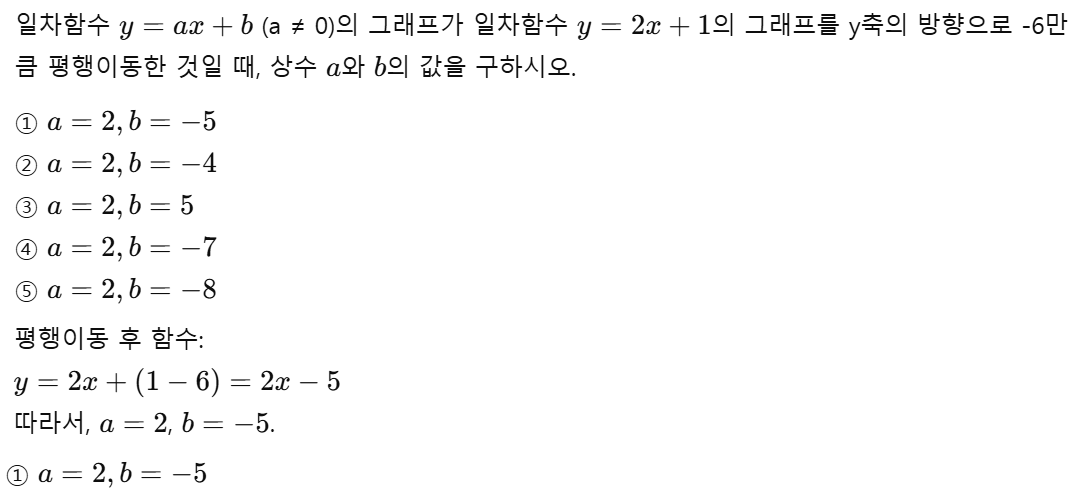 일차함수 y = ax + b (a ≠ 0)의 그래프가 일차함수 y = 2x + 1의 그래프를 y축의 방향으로 -6만
큼 평행이동한 것일 때, 상수 a와 b의 값을 구하시오.
① a = 2, b = −5
② a = 2, b = −4
③ a = 2, b = 5
④ a = 2, b = −7
⑤ a = 2, b = −8
평행이동 후 함수:
y = 2x + (1 − 6) = 2x − 5
따라서, a = 2, b = −5.
① a = 2, b = −5